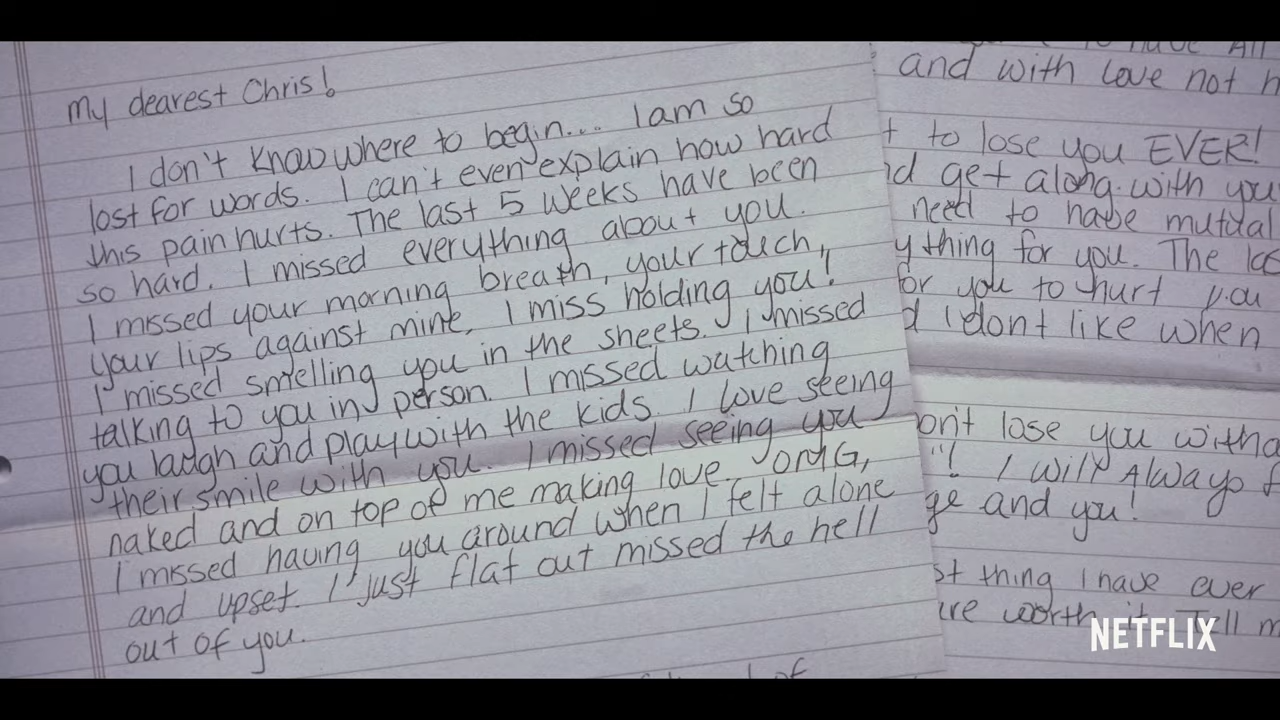 My dearest Chris!
I don't know where to begin... I am so
lost for words. I can't even explain how hard
this pain hurts. The last 5 weeks have been
so hard. I missed everything about you.
I missed your morning breath, your touch,
your lips against mine, I miss holding you!
I missed smelling you in the sheets. I missed
talking to you in person. I missed watching
you laugh and play with the kids. I love seeing
their smile with you. I missed seeing you
naked and on top of me making love. OMG,
I missed having you around when I felt alone
and upset. I just flat out missed the hell
out of you.
and with love not
to lose you EVER!
get along with you
need to have mutual
thing for you. The
for you to hurt you
I dont like when
lose you
! I will Always
and you!
thing I have ever
worth it. Tell
of
NETFLIX